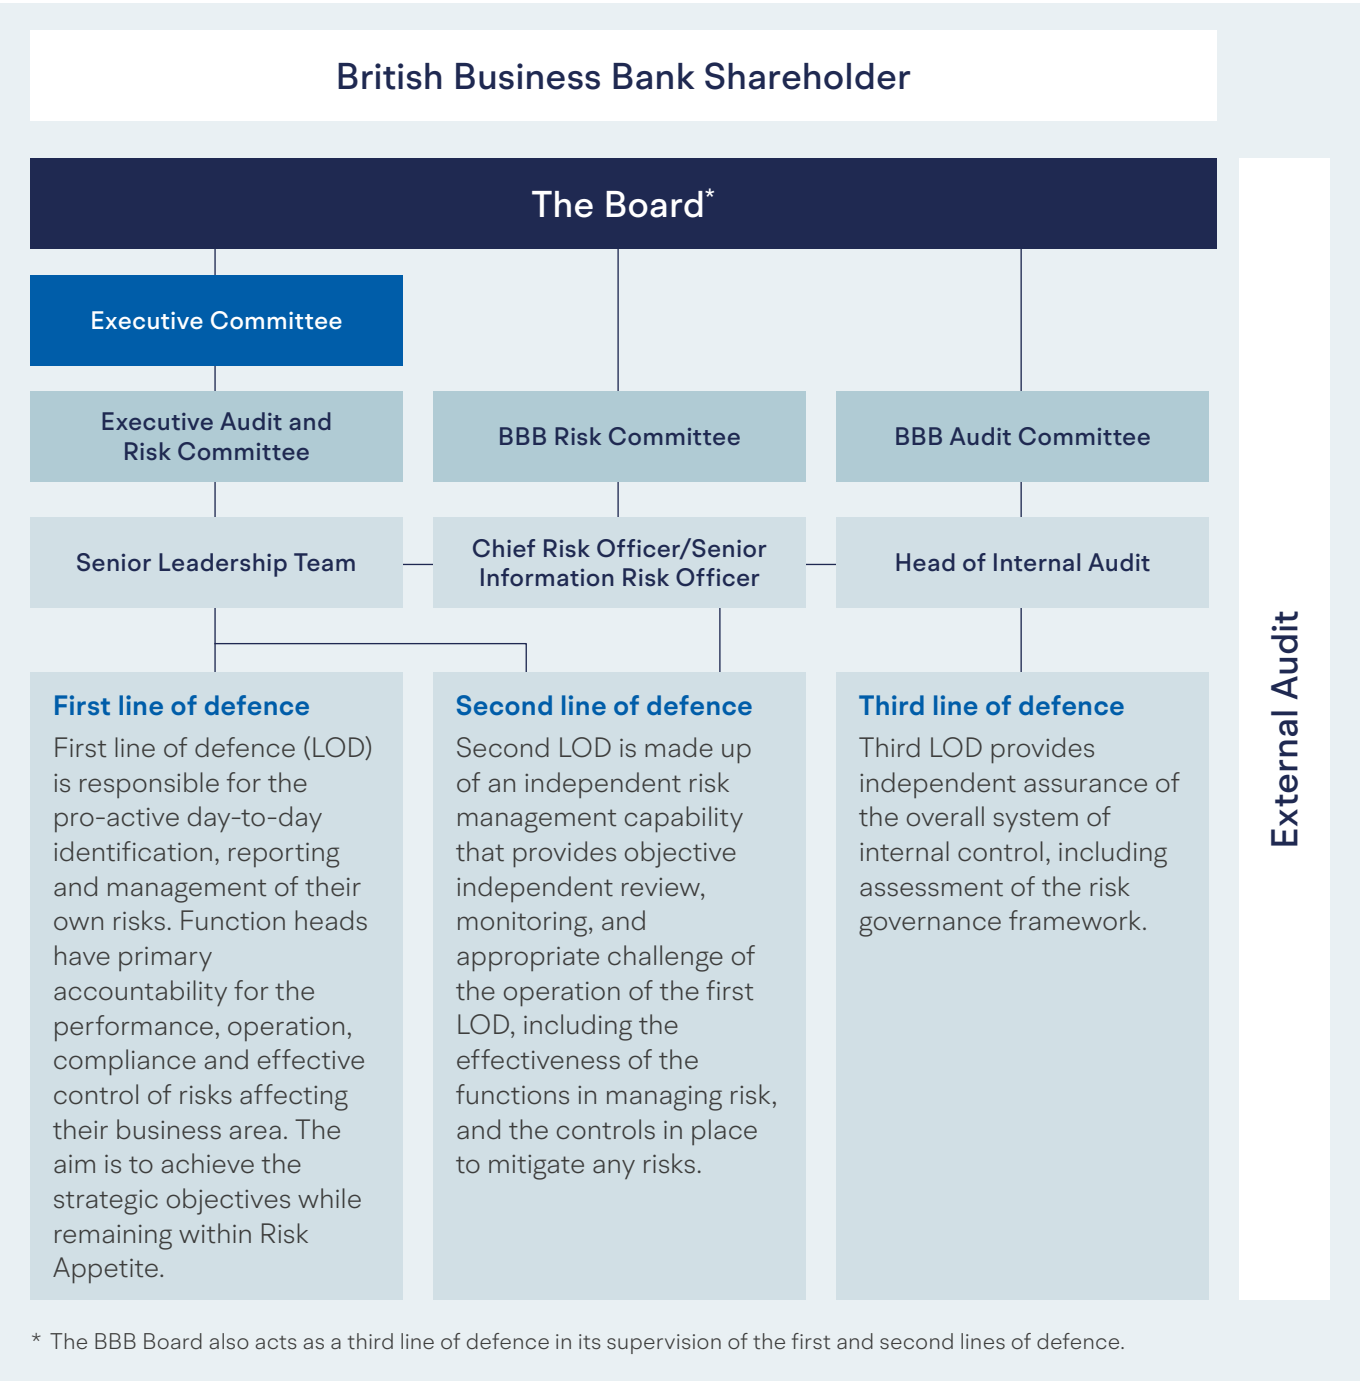 British Business Bank Shareholder
The Board*
Executive Committee
Executive Audit and
Risk Committee
BBB Risk Committee
BBB Audit Committee
Senior Leadership Team
Chief Risk Officer/Senior
Information Risk Officer
Head of Internal Audit
First line of defence
First line of defence (LOD)
is responsible for the
pro-active day-to-day
identification, reporting
and management of their
own risks. Function heads
have primary
accountability for the
performance, operation,
compliance and effective
control of risks affecting
their business area. The
aim is to achieve the
strategic objectives while
remaining within Risk
Appetite.
Second line of defence
Second LOD is made up
of an independent risk
management capability
that provides objective
independent review,
monitoring, and
appropriate challenge of
the operation of the first
LOD, including the
effectiveness of the
functions in managing risk,
and the controls in place
to mitigate any risks.
Third line of defence
Third LOD provides
independent assurance of
the overall system of
internal control, including
assessment of the risk
governance framework.
External Audit
* The BBB Board also acts as a third line of defence in its supervision of the first and second lines of defence.